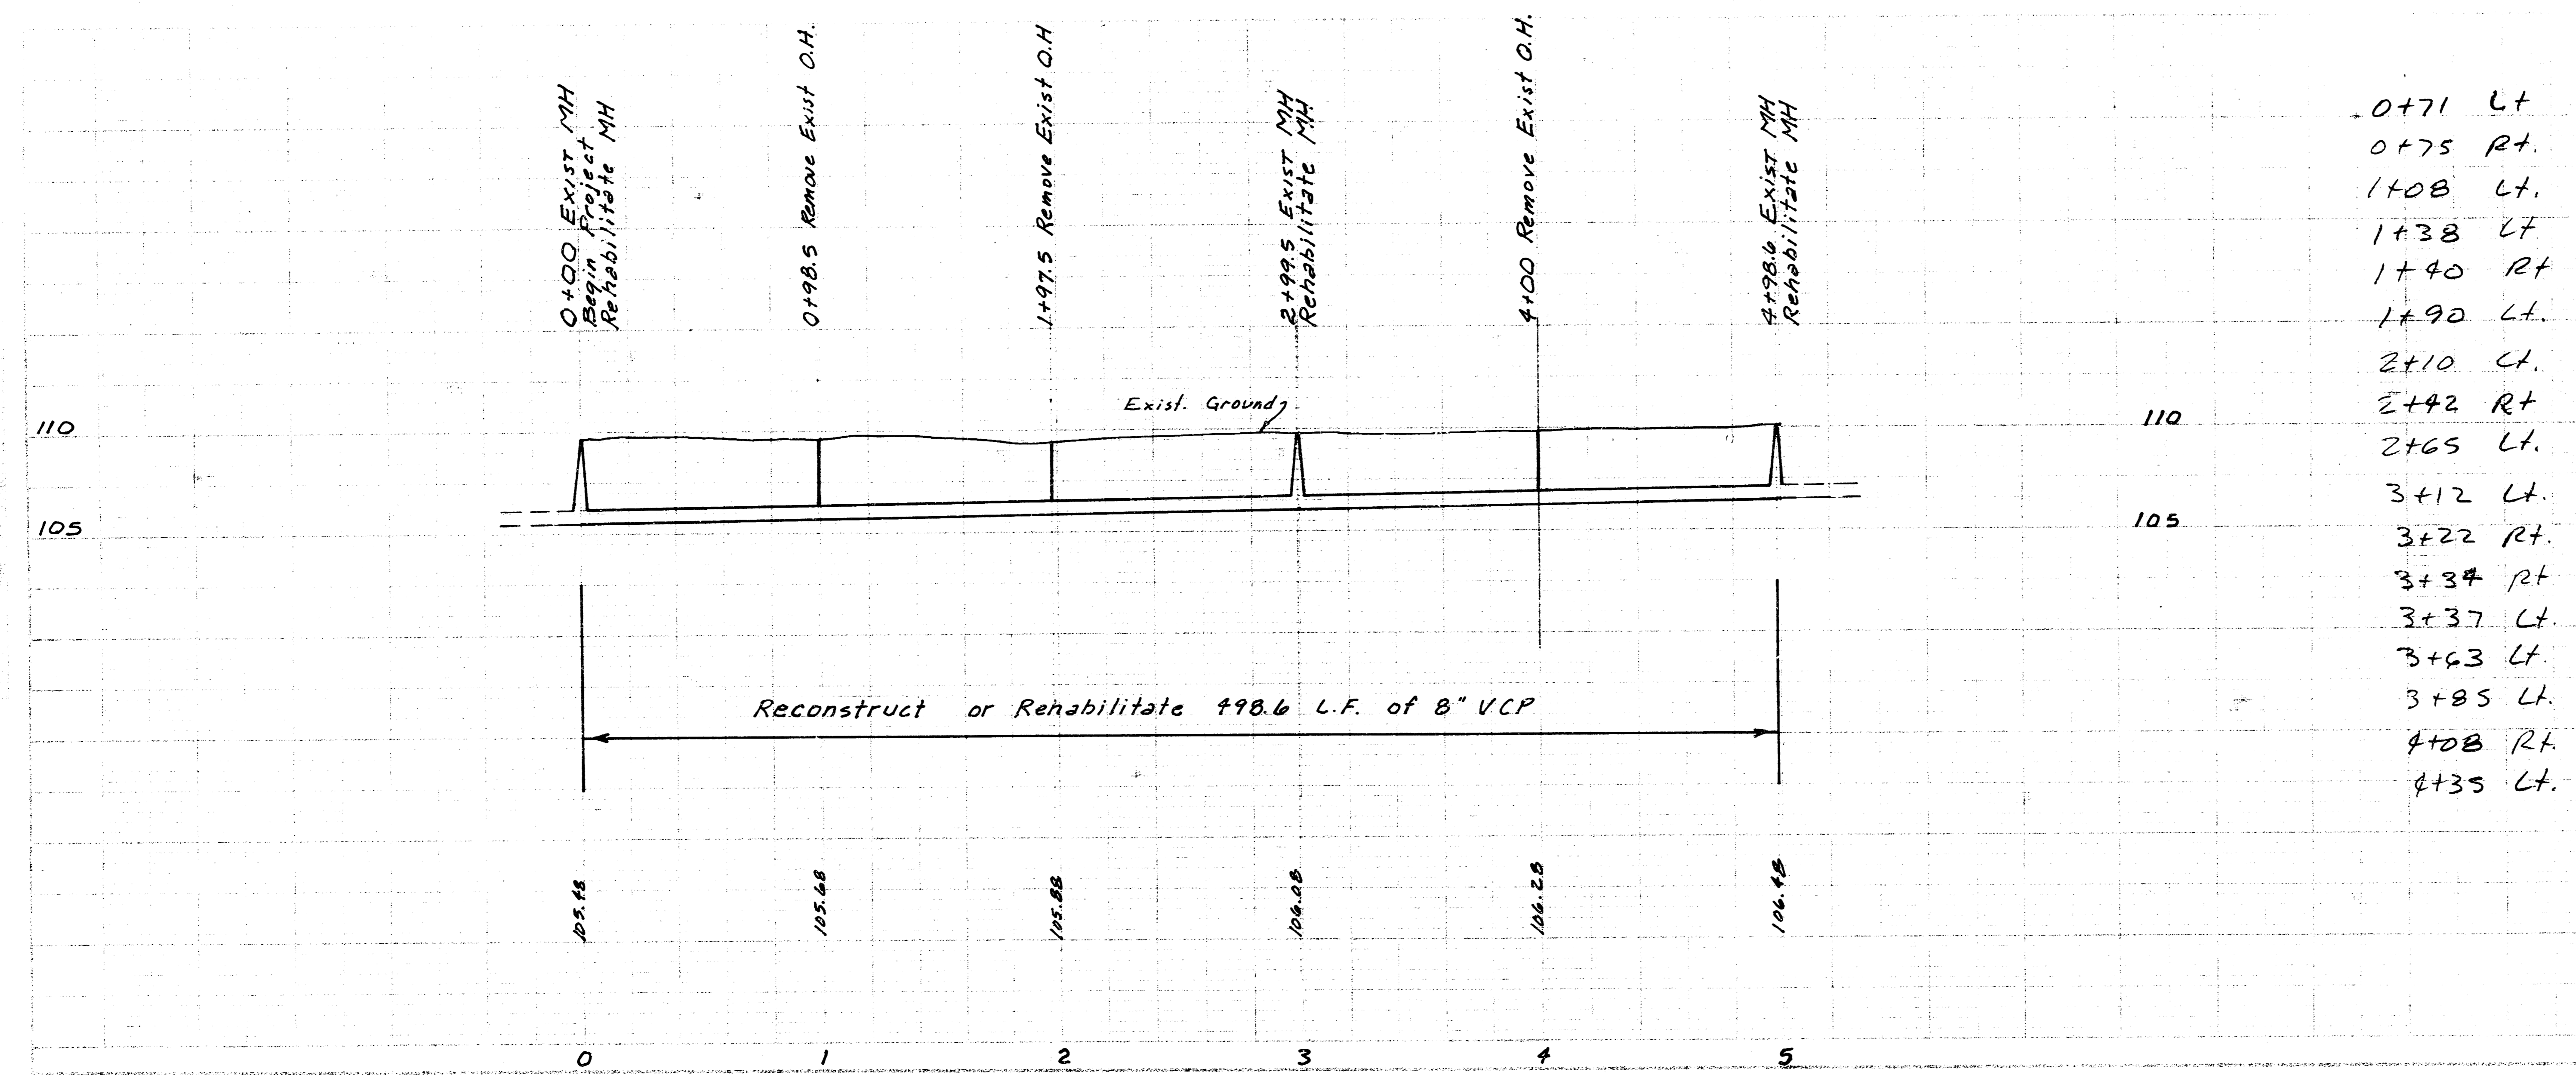 0+00 Exist MH
Begin Project
Rehabilitate MH
0+98.5 Remove Exist O.H.
1+97.5 Remove Exist O.H
2+99.5 Exist MH
Rehabilitate MH
4+00 Remove Exist O.H.
4+98.6 Exist MH
Rehabilitate MH
Exist. Ground
110
110
105
105
Reconstruct or Rehabilitate 498.6 L.F. of 8" VCP
105.48
105.68
105.88
106.08
106.28
106.48
0
1
2
3
4
5
0+71 Lt
0+75 Rt.
1+08 Lt.
1+38 Lt
1+40 Rt
1+90 Lt.
2+10 Lt.
2+42 Rt
2+65 Lt.
3+12 Lt.
3+22 Rt.
3+34 Rt
3+37 Lt.
3+63 Lt.
3+85 Lt.
4+08 Rt.
4+35 Lt.